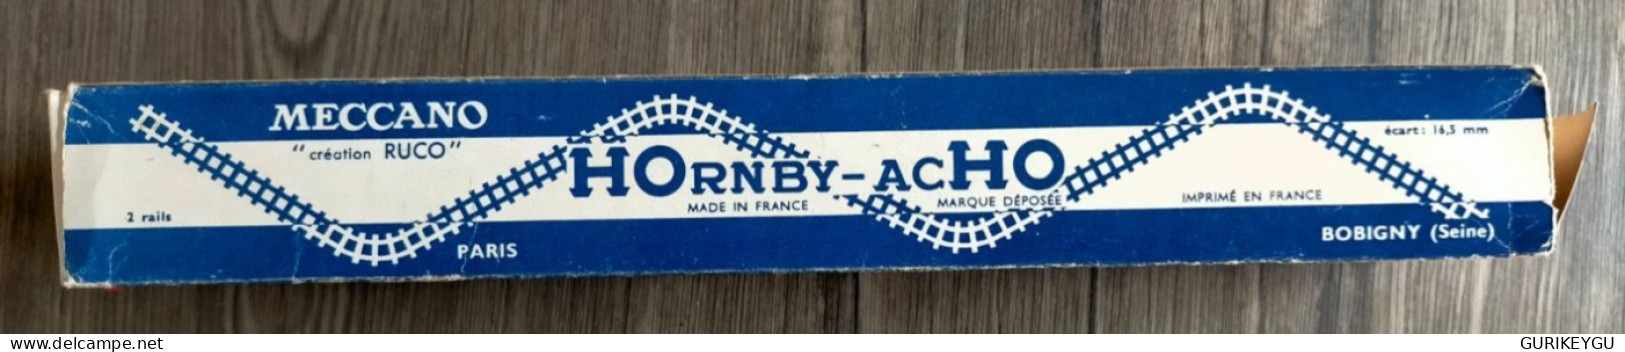 MECCANO
"création RUCO"
HORNBY-ACHO
MADE IN FRANCE
MARQUE DÉPOSÉE
écart : 16,5 mm
IMPRIMÉ EN FRANCE
2 rails
PARIS
BOBIGNY (Seine)
www.delcampe.net
GURIKEYGU